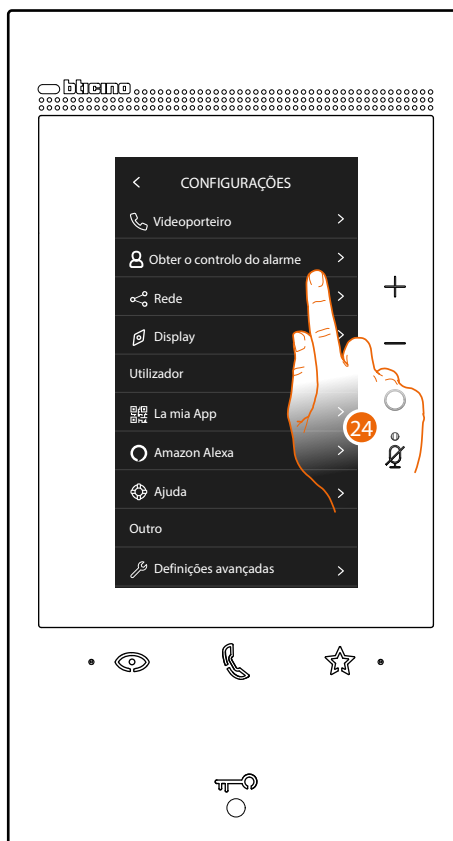 bticino
CONFIGURAÇÕES
Videoporteiro
Obter o controlo do alarme
Rede
Display
Utilizador
La mia App
24
Amazon Alexa
Ajuda
Outro
Definições avançadas